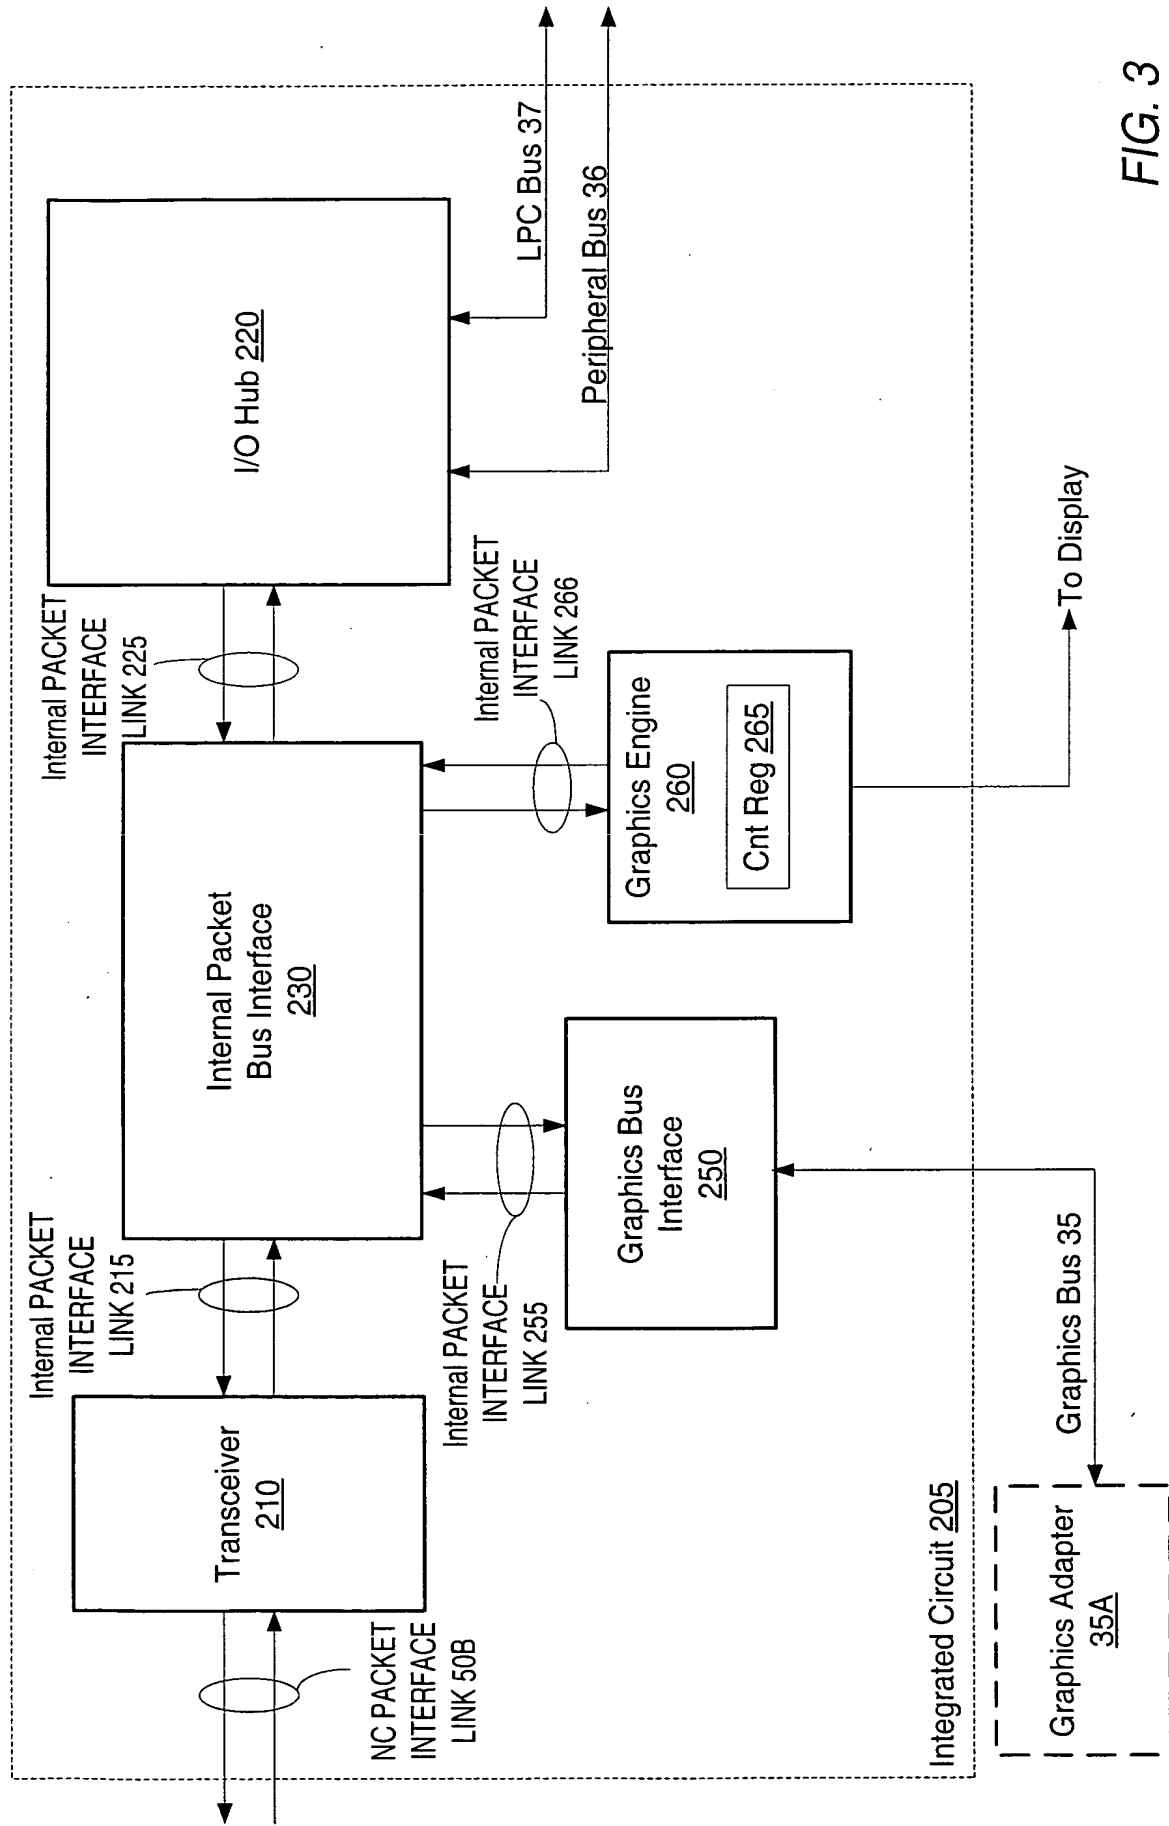 Internal PACKET
INTERFACE
LINK 215
Internal PACKET
INTERFACE
LINK 225
Transceiver
210
Internal Packet
Bus Interface
230
I/O Hub 220
NC PACKET
INTERFACE
LINK 50B
Internal PACKET
INTERFACE
LINK 255
Internal PACKET
INTERFACE
LINK 266
LPC Bus 37
Peripheral Bus 36
Graphics Bus
Interface
250
Graphics Engine
260
Cnt Reg 265
Integrated Circuit 205
Graphics Adapter
35A
Graphics Bus 35
To Display
FIG. 3